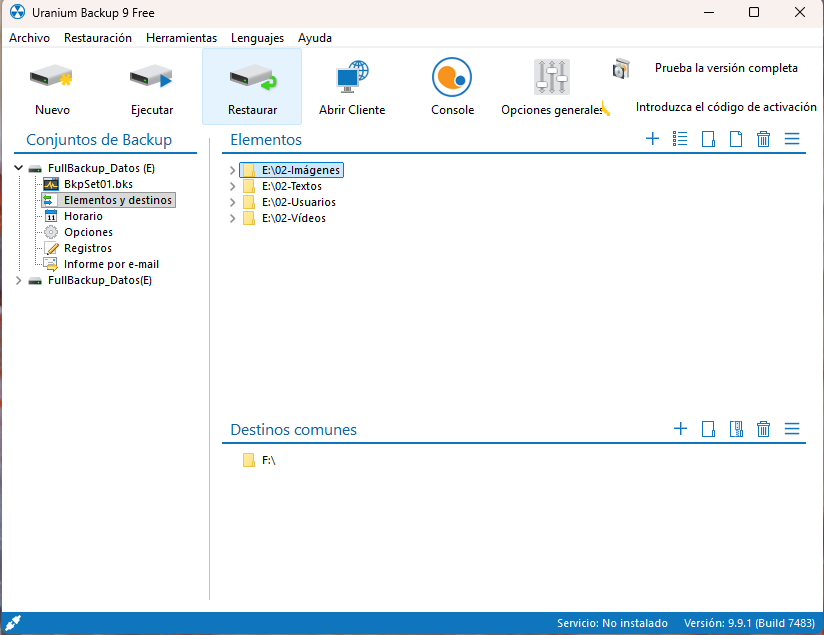 Uranium Backup 9 Free
Archivo Restauración Herramientas Lenguajes Ayuda
Nuevo Ejecutar Restaurar Abrir Cliente Console Opciones generales
Prueba la versión completa
Introduzca el código de activación
Conjuntos de Backup
FullBackup_Datos (E)
BkpSet01.bks
Elementos y destinos
11 Horario
Opciones
Registros
Informe por e-mail
FullBackup_Datos(E)
Elementos
E:\02-Imágenes
E:\02-Textos
E:\02-Usuarios
E:\02-Vídeos
Destinos comunes
F:\
Servicio: No instalado Versión: 9.9.1 (Build 7483)